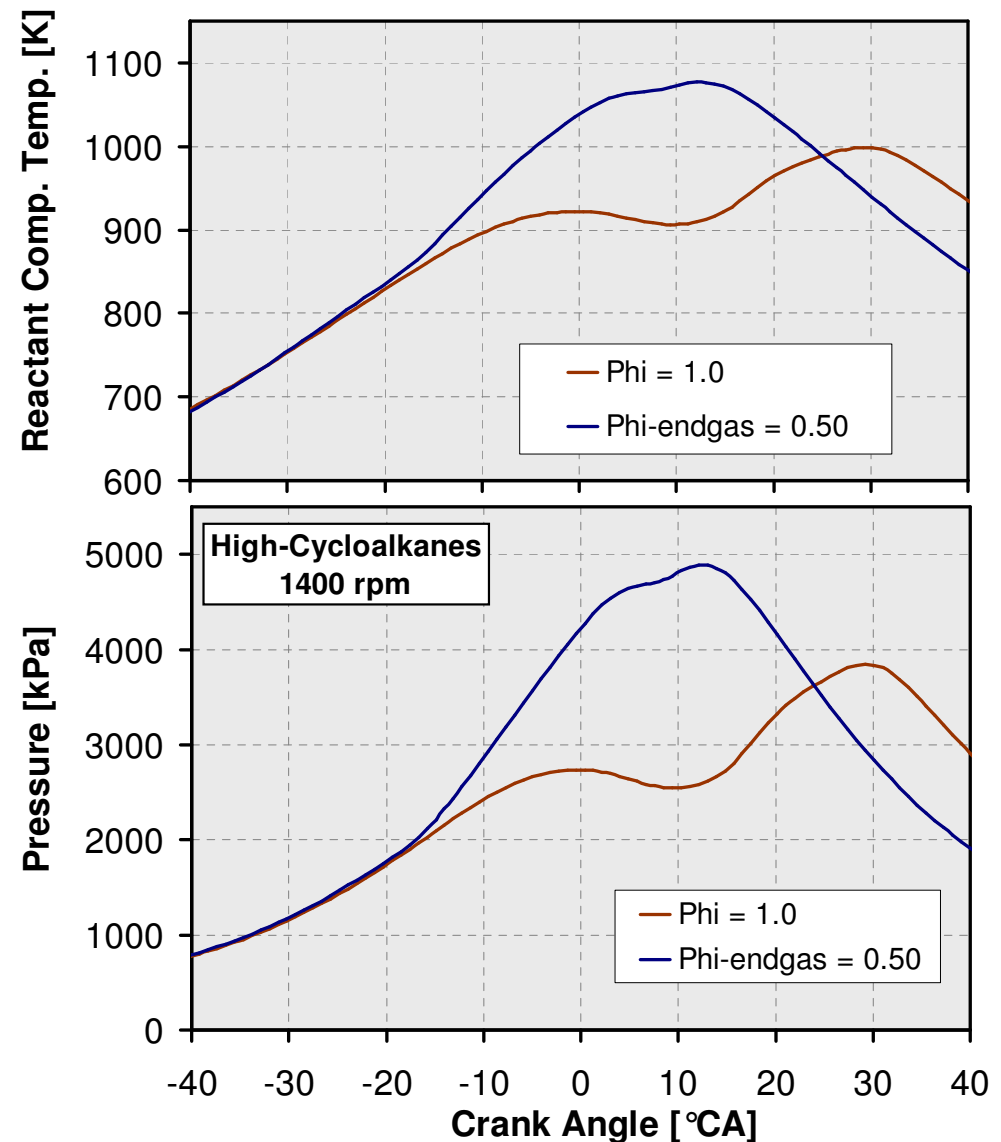 Reactant Comp. Temp. [K]
1100
1000
900
800
700
600
Phi = 1.0
Phi-endgas = 0.50
Pressure [kPa]
5000
4000
3000
2000
1000
0
High-Cycloalkanes
1400 rpm
Phi = 1.0
Phi-endgas = 0.50
-40 -30 -20 -10 0 10 20 30 40
Crank Angle [°CA]